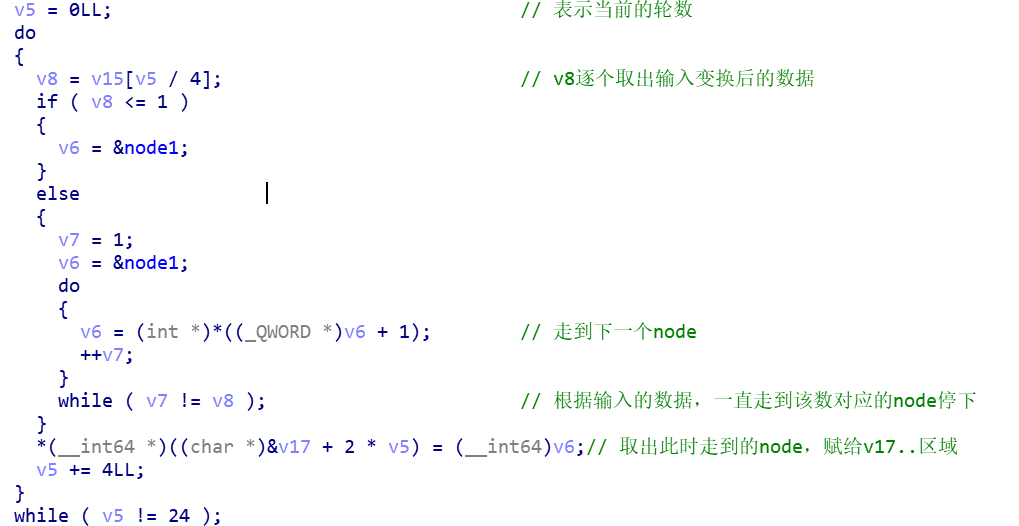 v5 = 0LL; // 表示当前的轮数
do
{
v8 = v15[v5 / 4]; // v8逐个取出输入变换后的数据
if ( v8 <= 1 )
{
v6 = &node1;
}
else
{
v7 = 1;
v6 = &node1;
do
{
v6 = (int *)*((_QWORD *)v6 + 1); // 走到下一个node
++v7;
}
while ( v7 != v8 ); // 根据输入的数据，一直走到该数对应的node停下
}
*(__int64 *)((char *)&v17 + 2 * v5) = (__int64)v6;// 取出此时走到的node，赋给v17..区域
v5 += 4LL;
}
while ( v5 != 24 );